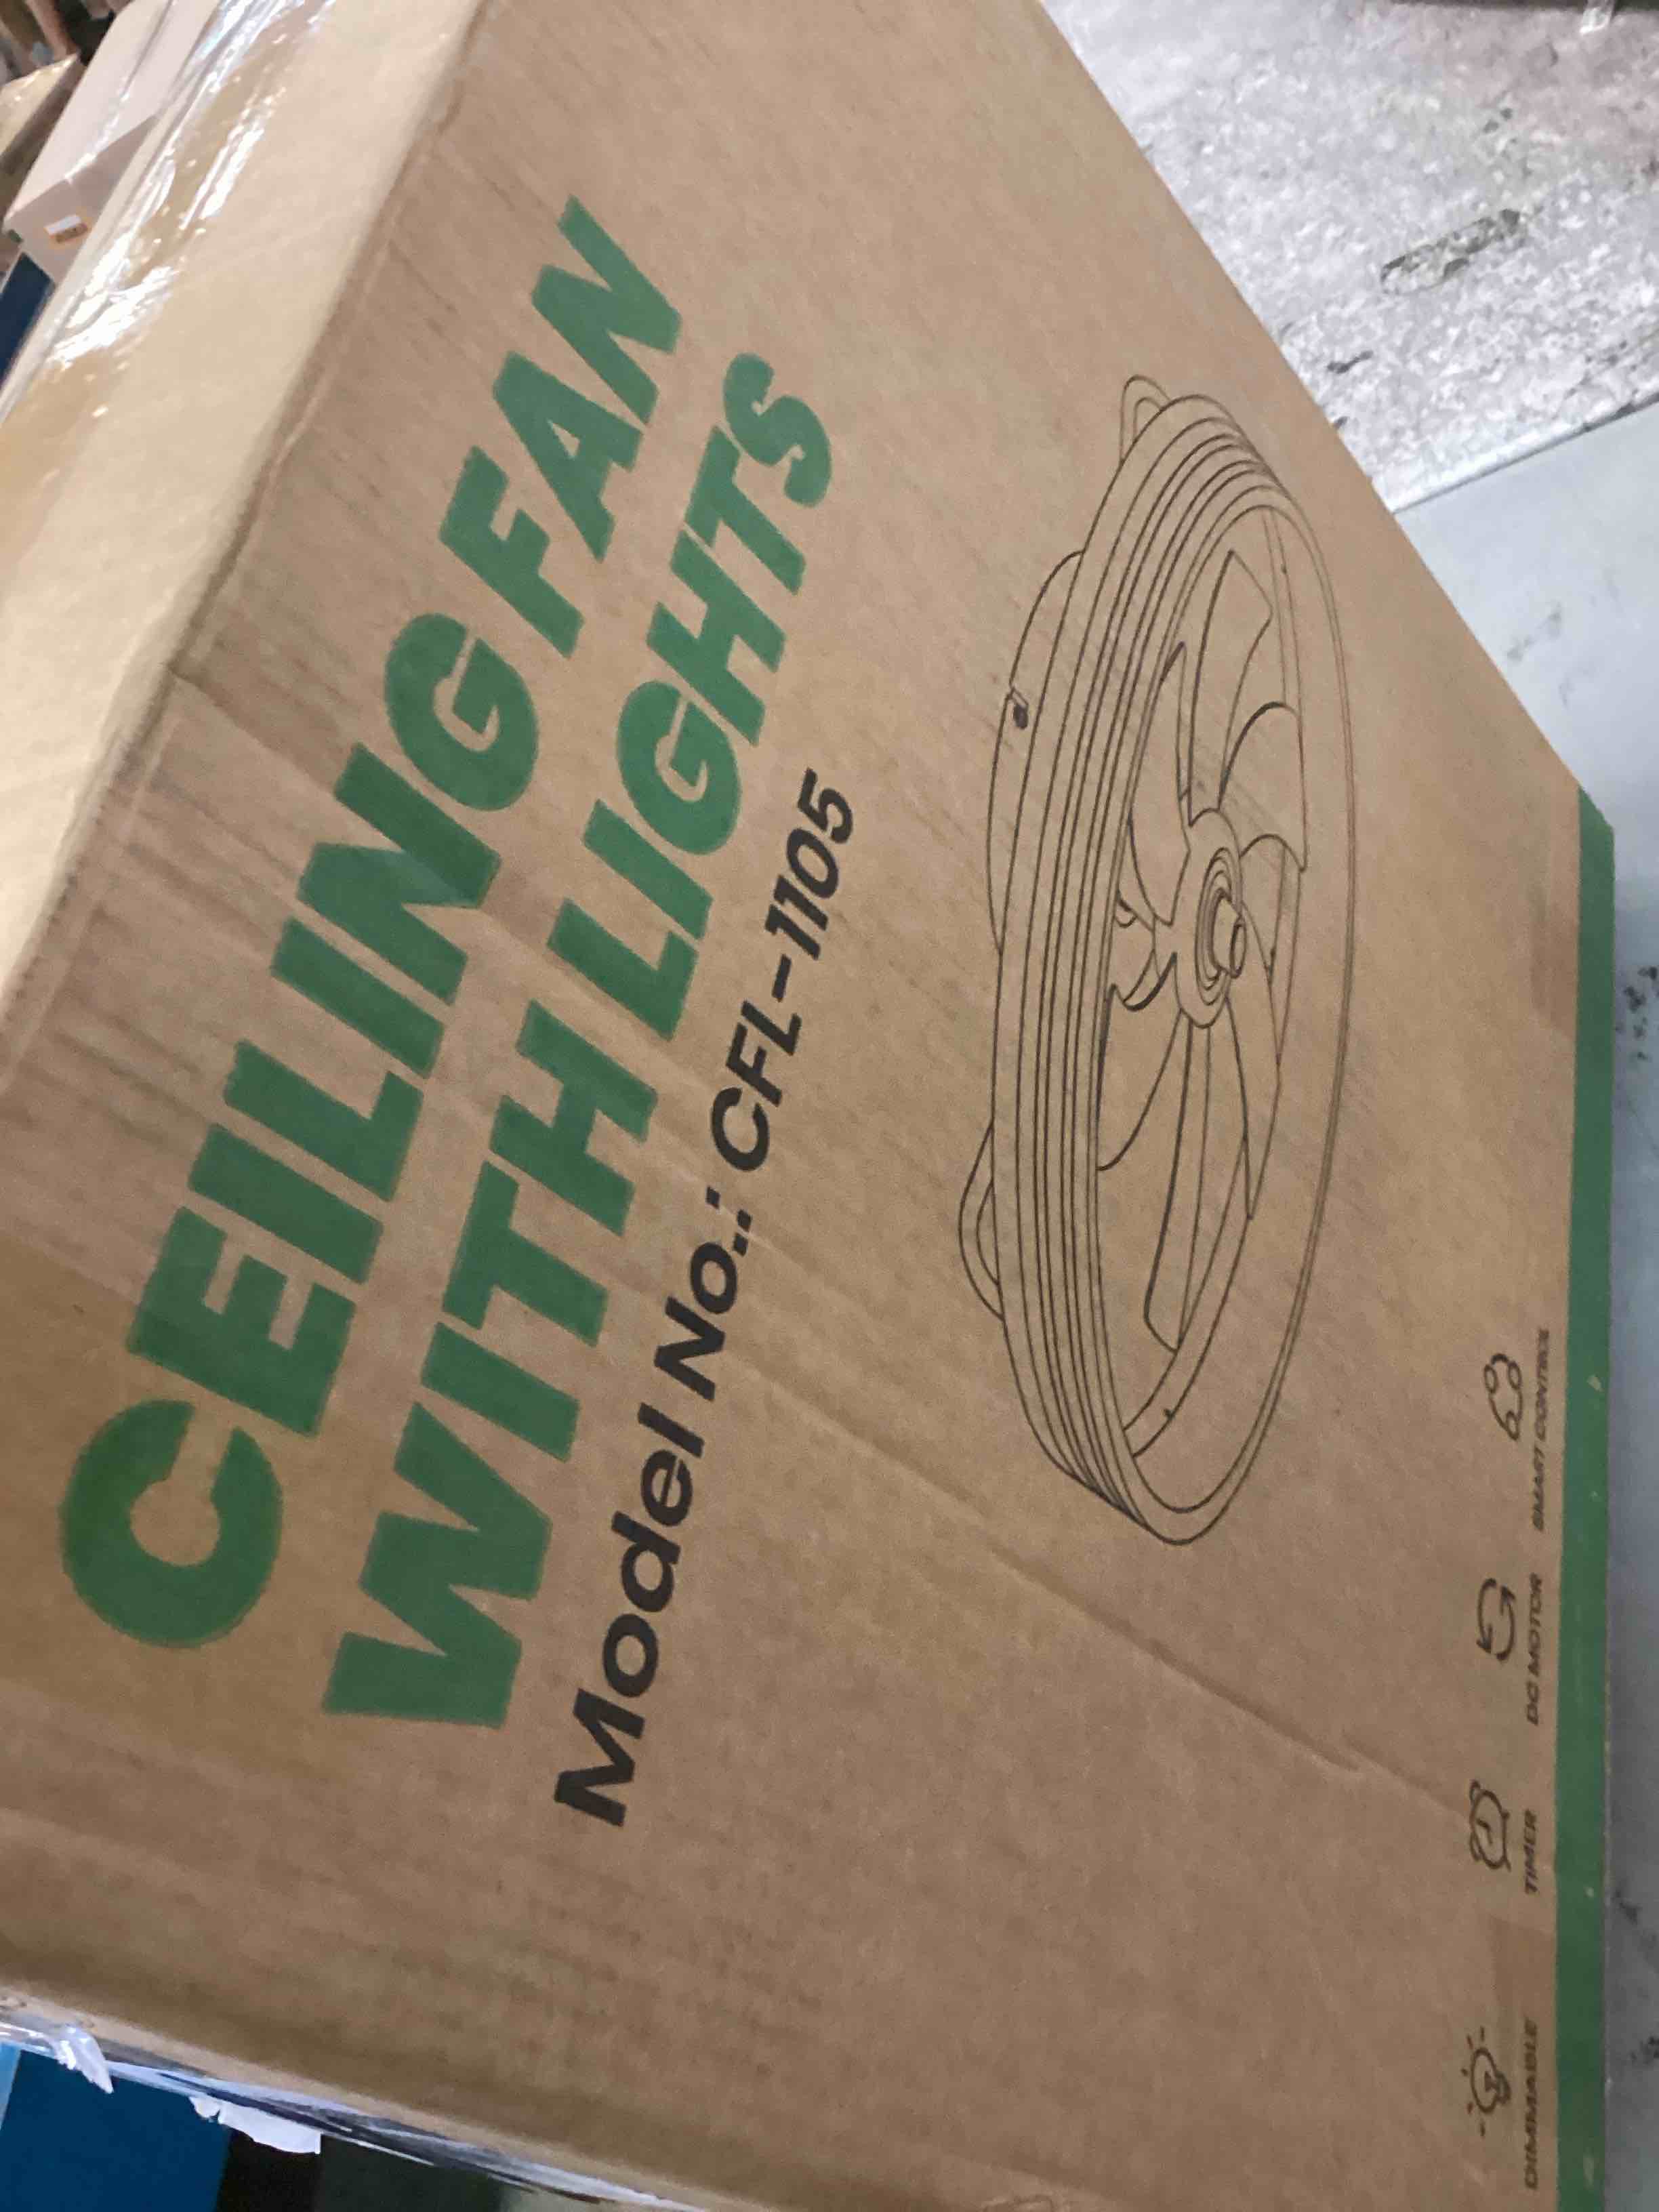 CEILING FAN
WITH LIGHTS
Model No.: CFL-1105
DIMMABLE
TIMER
DC MOTOR
SMART CONTROL